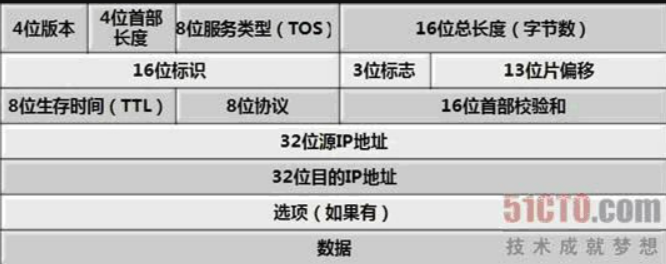 4位版本 4位首部长度 8位服务类型（TOS） 16位总长度（字节数）
16位标识 3位标志 13位片偏移
8位生存时间（TTL） 8位协议 16位首部校验和
32位源IP地址
32位目的IP地址
选项（如果有）
数据
51CTO.com
技术成就梦想